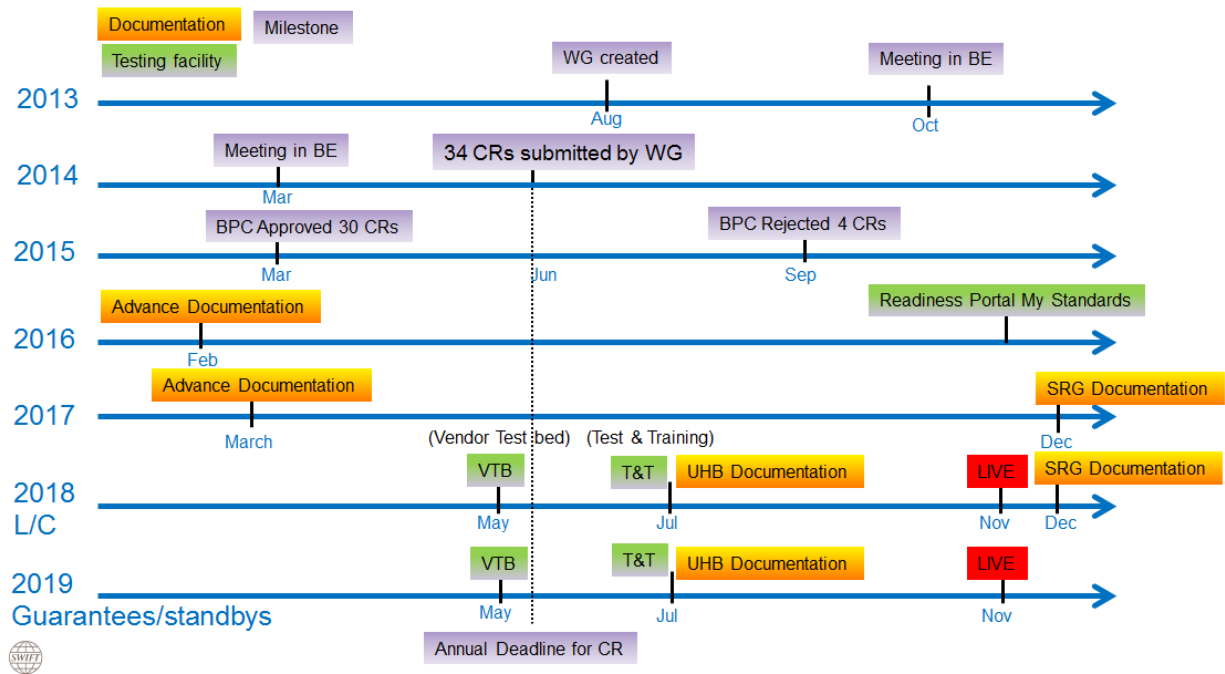 Documentation
Milestone
Testing facility
WG created
Meeting in BE
2013
Aug
Oct
Meeting in BE
34 CRs submitted by WG
2014
Mar
BPC Approved 30 CRs
BPC Rejected 4 CRs
2015
Mar
Jun
Sep
Advance Documentation
Readiness Portal My Standards
2016
Feb
Advance Documentation
SRG Documentation
2017
March
Dec
(Vendor Test bed)
(Test & Training)
VTB
T&T
UHB Documentation
LIVE
SRG Documentation
2018
L/C
May
Jul
Nov
Dec
VTB
T&T
UHB Documentation
LIVE
2019
Guarantees/standbys
May
Jul
Nov
Annual Deadline for CR
SWIFT